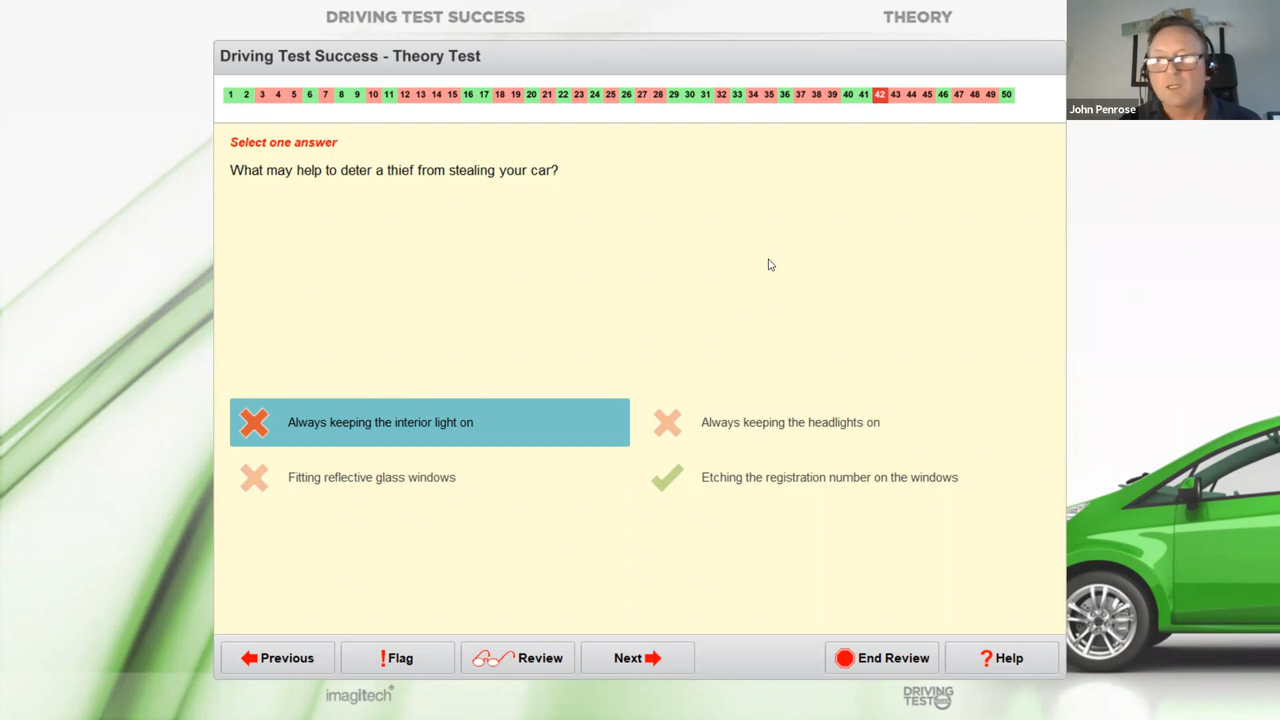 DRIVING TEST SUCCESS
THEORY
Driving Test Success - Theory Test
1 2 3 4 5 6 7 8 9 10 11 12 13 14 15 16 17 18 19 20 21 22 23 24 25 26 27 28 29 30 31 32 33 34 35 36 37 38 39 40 41 42 43 44 45 46 47 48 49 50
John Penrose
Select one answer
What may help to deter a thief from stealing your car?
Always keeping the interior light on
Always keeping the headlights on
Fitting reflective glass windows
Etching the registration number on the windows
Previous
!Flag
Review
Next
End Review
?Help
imagitech
DRIVING
TEST